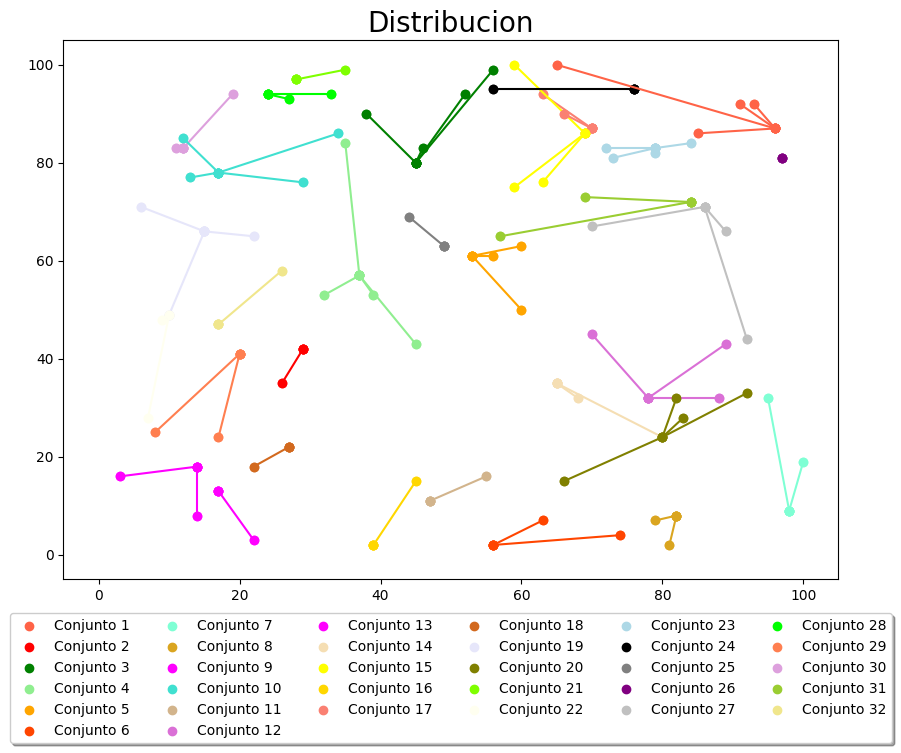 Distribucion
100
80
60
40
20
0
0 20 40 60 80 100
Conjunto 1 Conjunto 7 Conjunto 13 Conjunto 18 Conjunto 23 Conjunto 28
Conjunto 2 Conjunto 8 Conjunto 14 Conjunto 19 Conjunto 24 Conjunto 29
Conjunto 3 Conjunto 9 Conjunto 15 Conjunto 20 Conjunto 25 Conjunto 30
Conjunto 4 Conjunto 10 Conjunto 16 Conjunto 21 Conjunto 26 Conjunto 31
Conjunto 5 Conjunto 11 Conjunto 17 Conjunto 22 Conjunto 27 Conjunto 32
Conjunto 6 Conjunto 12